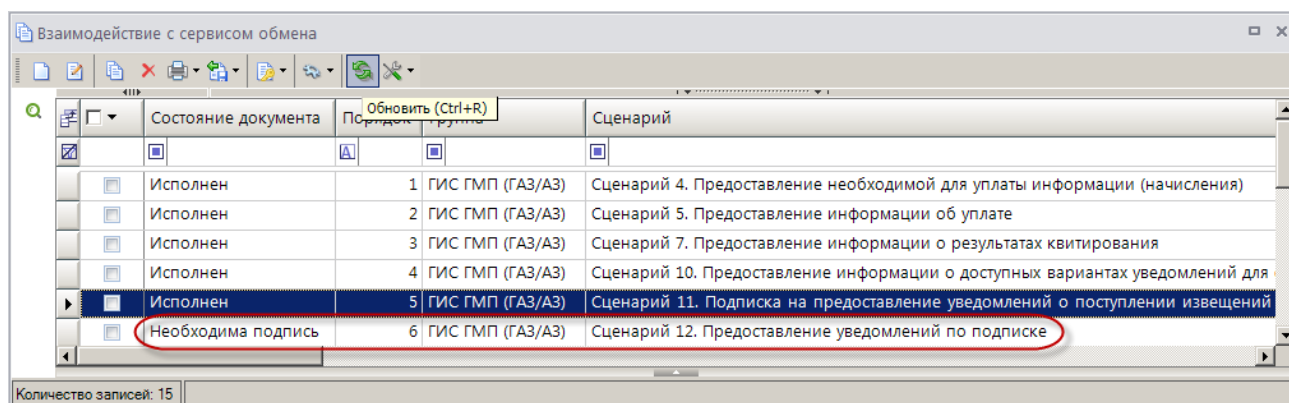 Взаимодействие с сервисом обмена
Обновить (Ctrl+R)
Состояние документа Порядок Группа Сценарий
Исполнен 1 ГИС ГМП (ГАЗ/АЗ) Сценарий 4. Предоставление необходимой для уплаты информации (начисления)
Исполнен 2 ГИС ГМП (ГАЗ/АЗ) Сценарий 5. Предоставление информации об уплате
Исполнен 3 ГИС ГМП (ГАЗ/АЗ) Сценарий 7. Предоставление информации о результатах квитирования
Исполнен 4 ГИС ГМП (ГАЗ/АЗ) Сценарий 10. Предоставление информации о доступных вариантах уведомлений для
Исполнен 5 ГИС ГМП (ГАЗ/АЗ) Сценарий 11. Подписка на предоставление уведомлений о поступлении извещений
Необходима подпись 6 ГИС ГМП (ГАЗ/АЗ) Сценарий 12. Предоставление уведомлений по подписке
Количество записей: 15